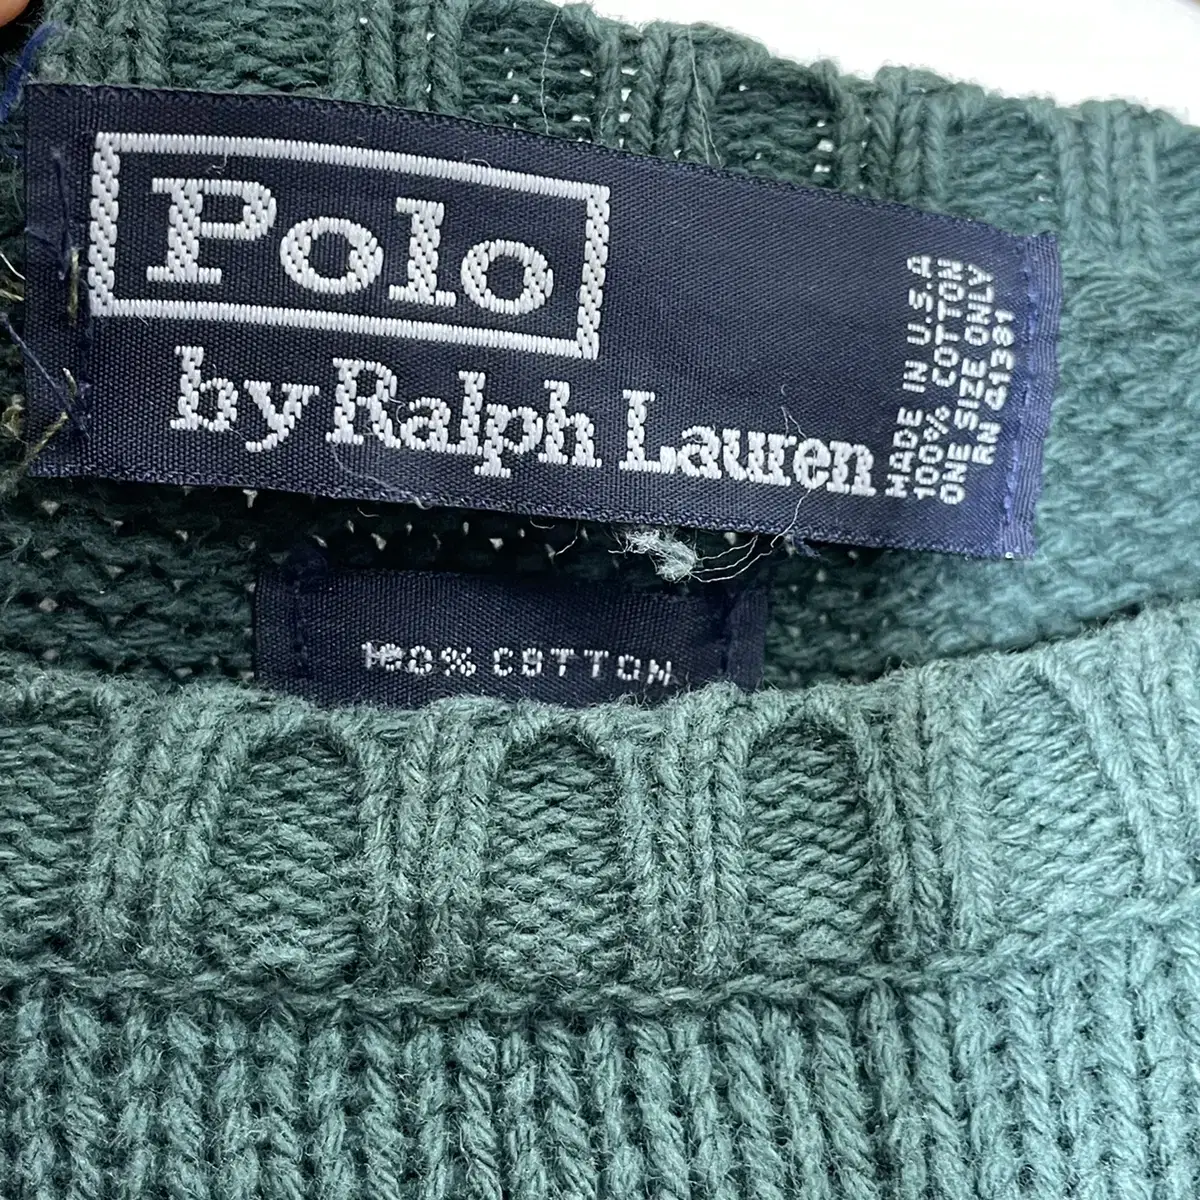 Polo
by Ralph Lauren
MADE IN U.S.A
100% COTTON
ONE SIZE ONLY
RN 41381
100% COTTON